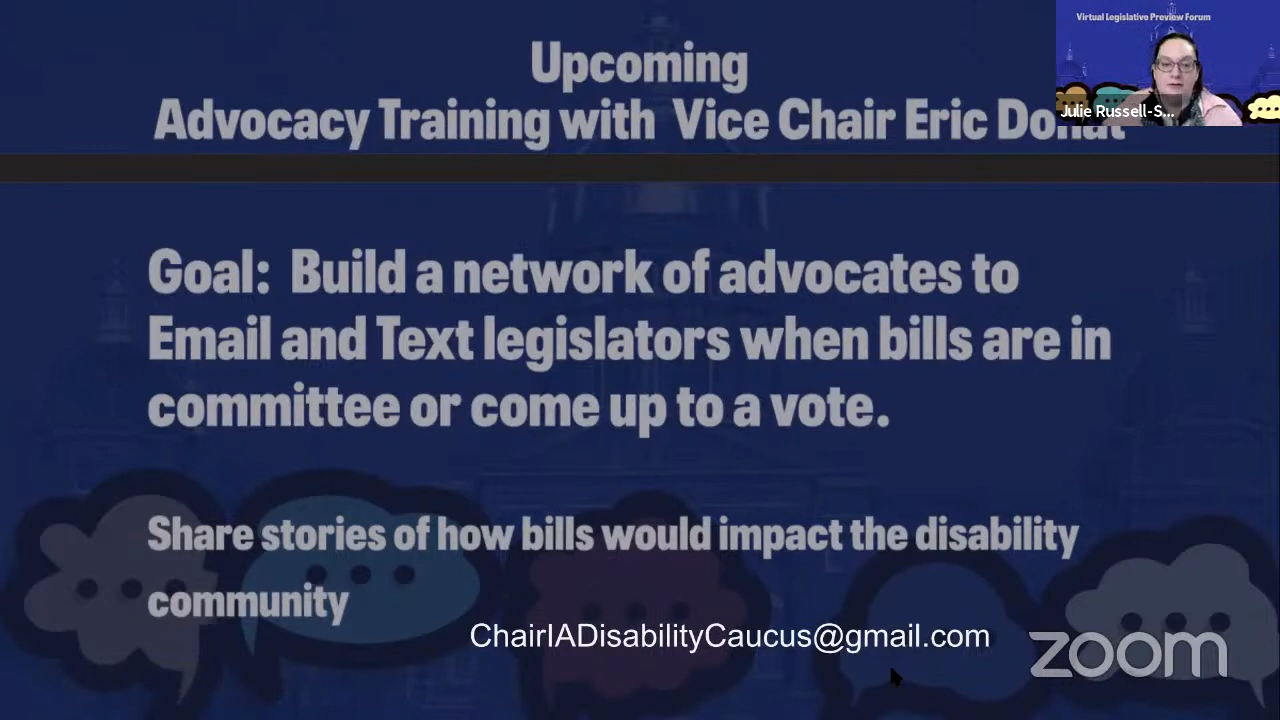 Virtual Legislative Preview Forum
Julie Russell-S...
Upcoming
Advocacy Training with Vice Chair Eric
Goal: Build a network of advocates to
Email and Text legislators when bills are in
committee or come up to a vote.
Share stories of how bills would impact the disability
community
ChairIADisabilityCaucus@gmail.com
zoom